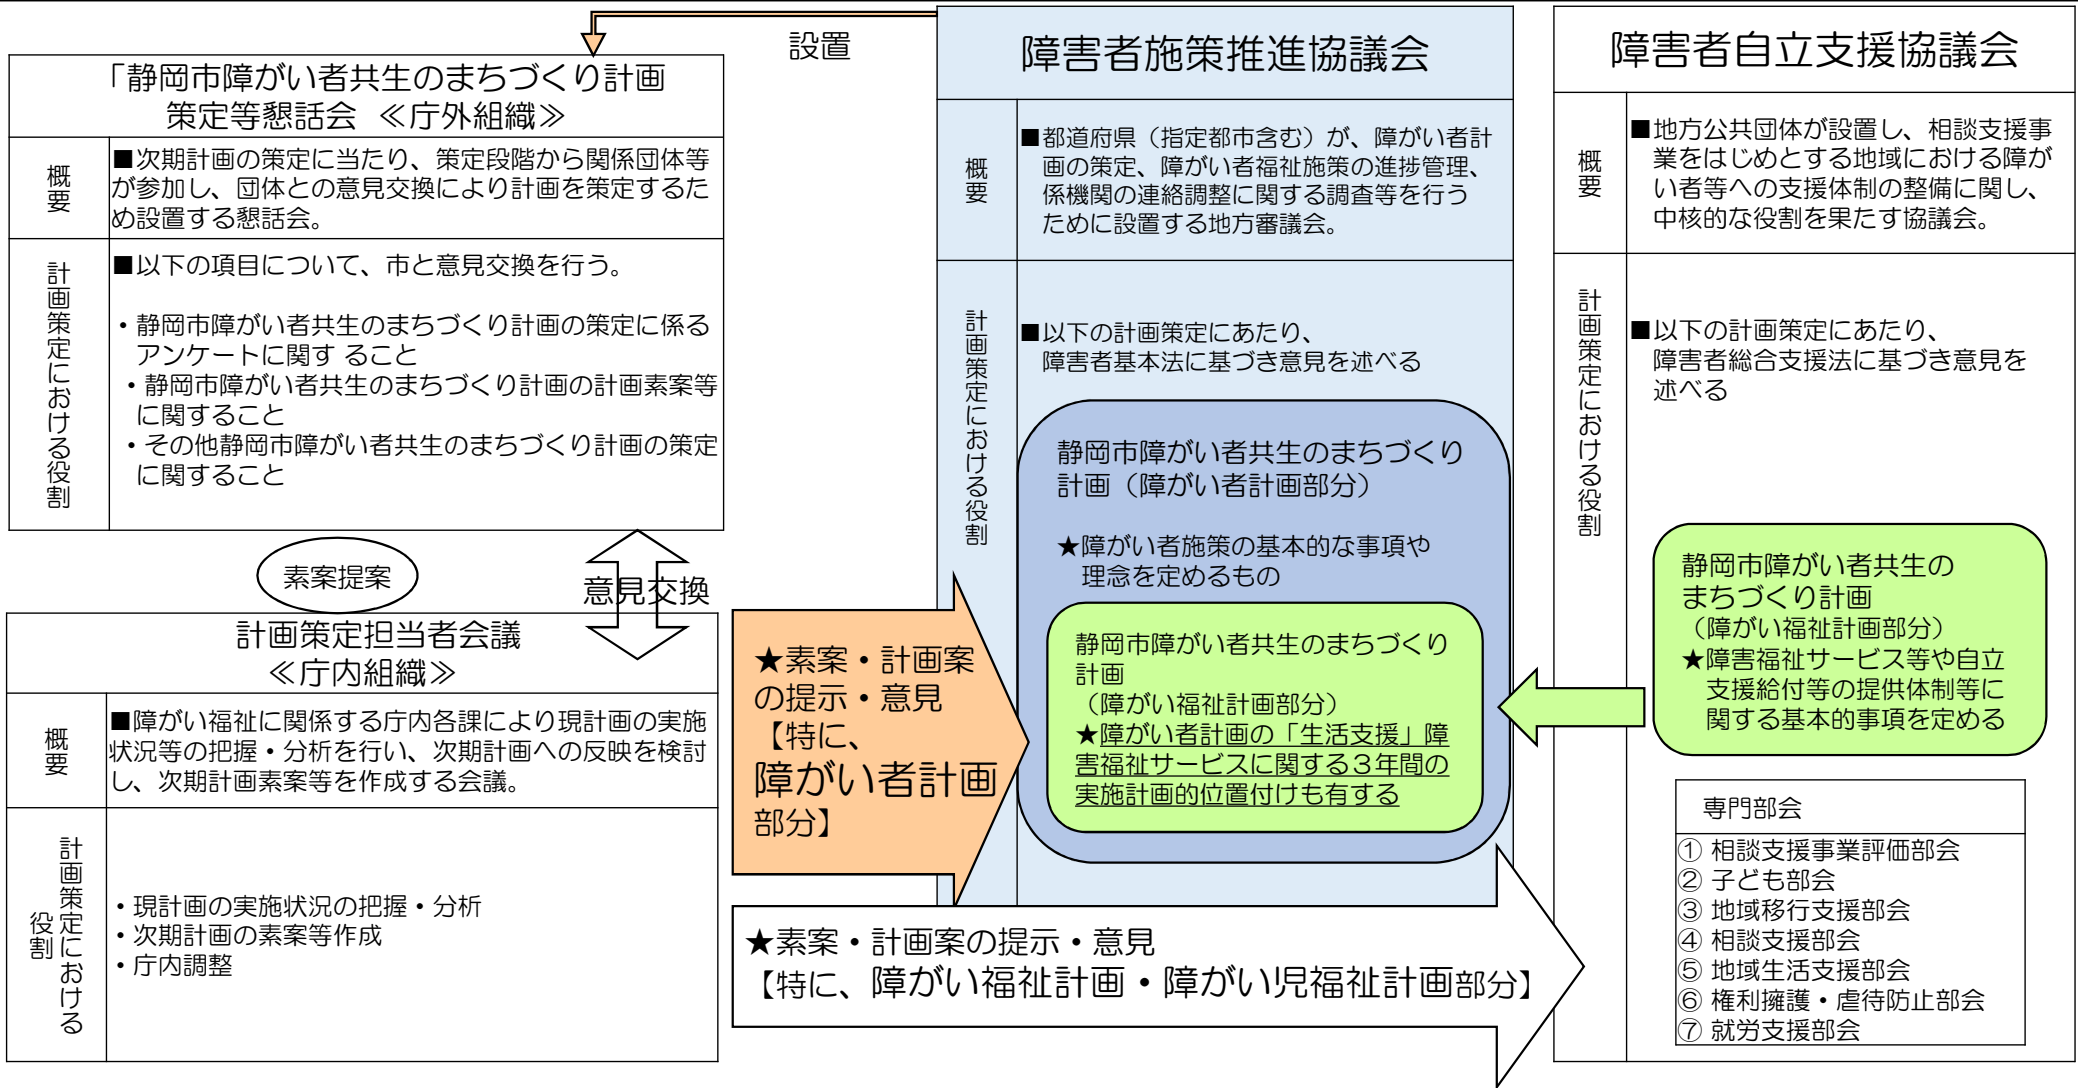 「静岡市障がい者共生のまちづくり計画
策定等懇話会 ≪庁外組織≫
概要
■次期計画の策定に当たり、策定段階から関係団体等
が参加し、団体との意見交換により計画を策定するた
め設置する懇話会。
計画策定における役割
■以下の項目について、市と意見交換を行う。
・静岡市障がい者共生のまちづくり計画の策定に係る
アンケートに関す ること
・静岡市障がい者共生のまちづくり計画の計画素案等
に関すること
・その他静岡市障がい者共生のまちづくり計画の策定
に関すること
設置
素案提案
意見交換
計画策定担当者会議
≪庁内組織≫
概要
■障がい福祉に関係する庁内各課により現計画の実施
状況等の把握・分析を行い、次期計画への反映を検討
し、次期計画素案等を作成する会議。
計画策定における
役割
・現計画の実施状況の把握・分析
・次期計画の素案等作成
・庁内調整
★素案・計画案
の提示・意見
【特に、
障がい者計画
部分】
★素案・計画案の提示・意見
【特に、障がい福祉計画・障がい児福祉計画部分】
障害者施策推進協議会
概要
■都道府県（指定都市含む）が、障がい者計
画の策定、障がい者福祉施策の進捗管理、
係機関の連絡調整に関する調査等を行う
ために設置する地方審議会。
計画策定における役割
■以下の計画策定にあたり、
障害者基本法に基づき意見を述べる
静岡市障がい者共生のまちづくり
計画（障がい者計画部分）
★障がい者施策の基本的な事項や
理念を定めるもの
静岡市障がい者共生のまちづくり
計画
（障がい福祉計画部分）
★障がい者計画の「生活支援」障
害福祉サービスに関する３年間の
実施計画的位置付けも有する
障害者自立支援協議会
概要
■地方公共団体が設置し、相談支援事
業をはじめとする地域における障が
い者等への支援体制の整備に関し、
中核的な役割を果たす協議会。
計画策定における役割
■以下の計画策定にあたり、
障害者総合支援法に基づき意見を
述べる
静岡市障がい者共生の
まちづくり計画
（障がい福祉計画部分）
★障害福祉サービス等や自立
支援給付等の提供体制等に
関する基本的事項を定める
専門部会
① 相談支援事業評価部会
② 子ども部会
③ 地域移行支援部会
④ 相談支援部会
⑤ 地域生活支援部会
⑥ 権利擁護・虐待防止部会
⑦ 就労支援部会